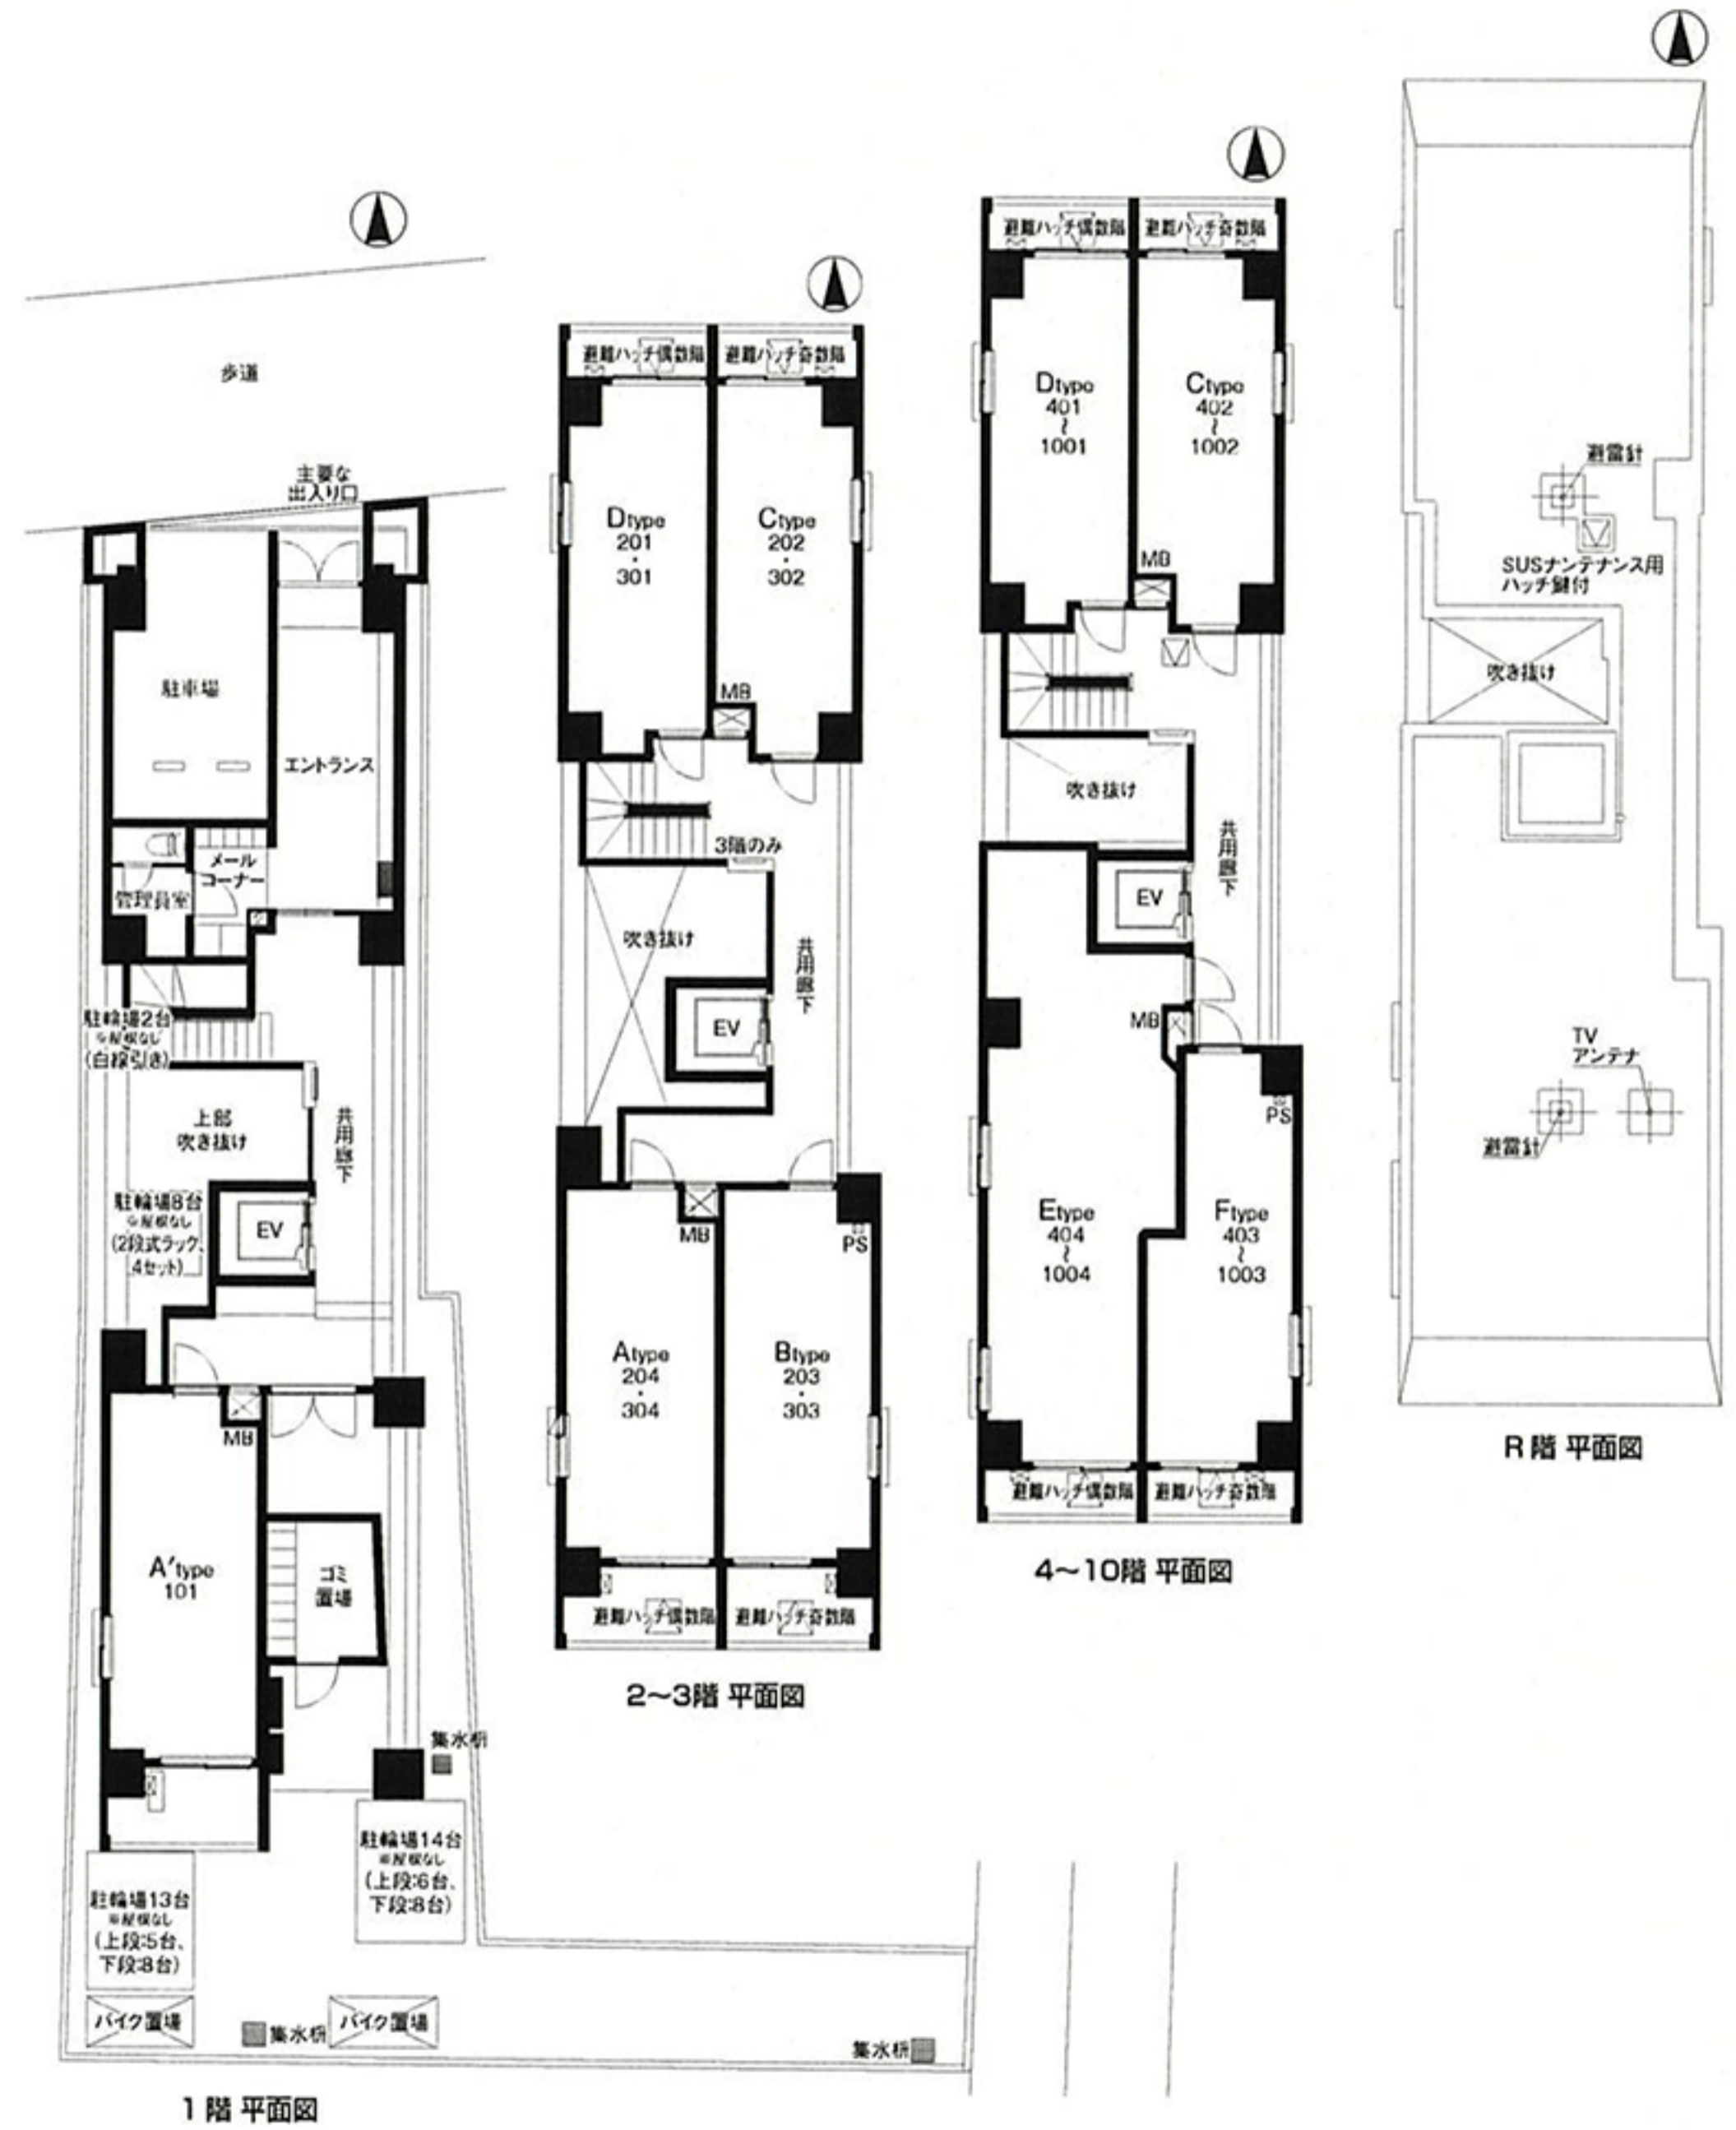 歩道
主要な
出入り口
駐車場
エントランス
メール
コーナー
管理員室
駐輪場2台
※屋根なし
(白線引き)
上部
吹き抜け
共用廊下
駐輪場8台
※屋根なし
(2段式ラック、
4セット)
EV
MB
A'type
101
ゴミ
置場
集水枡
駐輪場14台
※屋根なし
(上段:6台、
下段:8台)
駐輪場13台
※屋根なし
(上段:5台、
下段:8台)
バイク置場
集水枡
バイク置場
集水枡
1階 平面図
避難ハッチ偶数階
避難ハッチ奇数階
Dtype
201
・
301
Ctype
202
・
302
MB
3階のみ
吹き抜け
共用廊下
EV
MB
PS
Atype
204
・
304
Btype
203
・
303
避難ハッチ偶数階
避難ハッチ奇数階
2〜3階 平面図
避難ハッチ偶数階
避難ハッチ奇数階
Dtype
401
〜
1001
Ctype
402
〜
1002
MB
吹き抜け
共用廊下
EV
MB
PS
Etype
404
〜
1004
Ftype
403
〜
1003
避難ハッチ偶数階
避難ハッチ奇数階
4〜10階 平面図
避雷針
SUSナンテナンス用
ハッチ鍵付
吹き抜け
TV
アンテナ
避雷針
R階 平面図